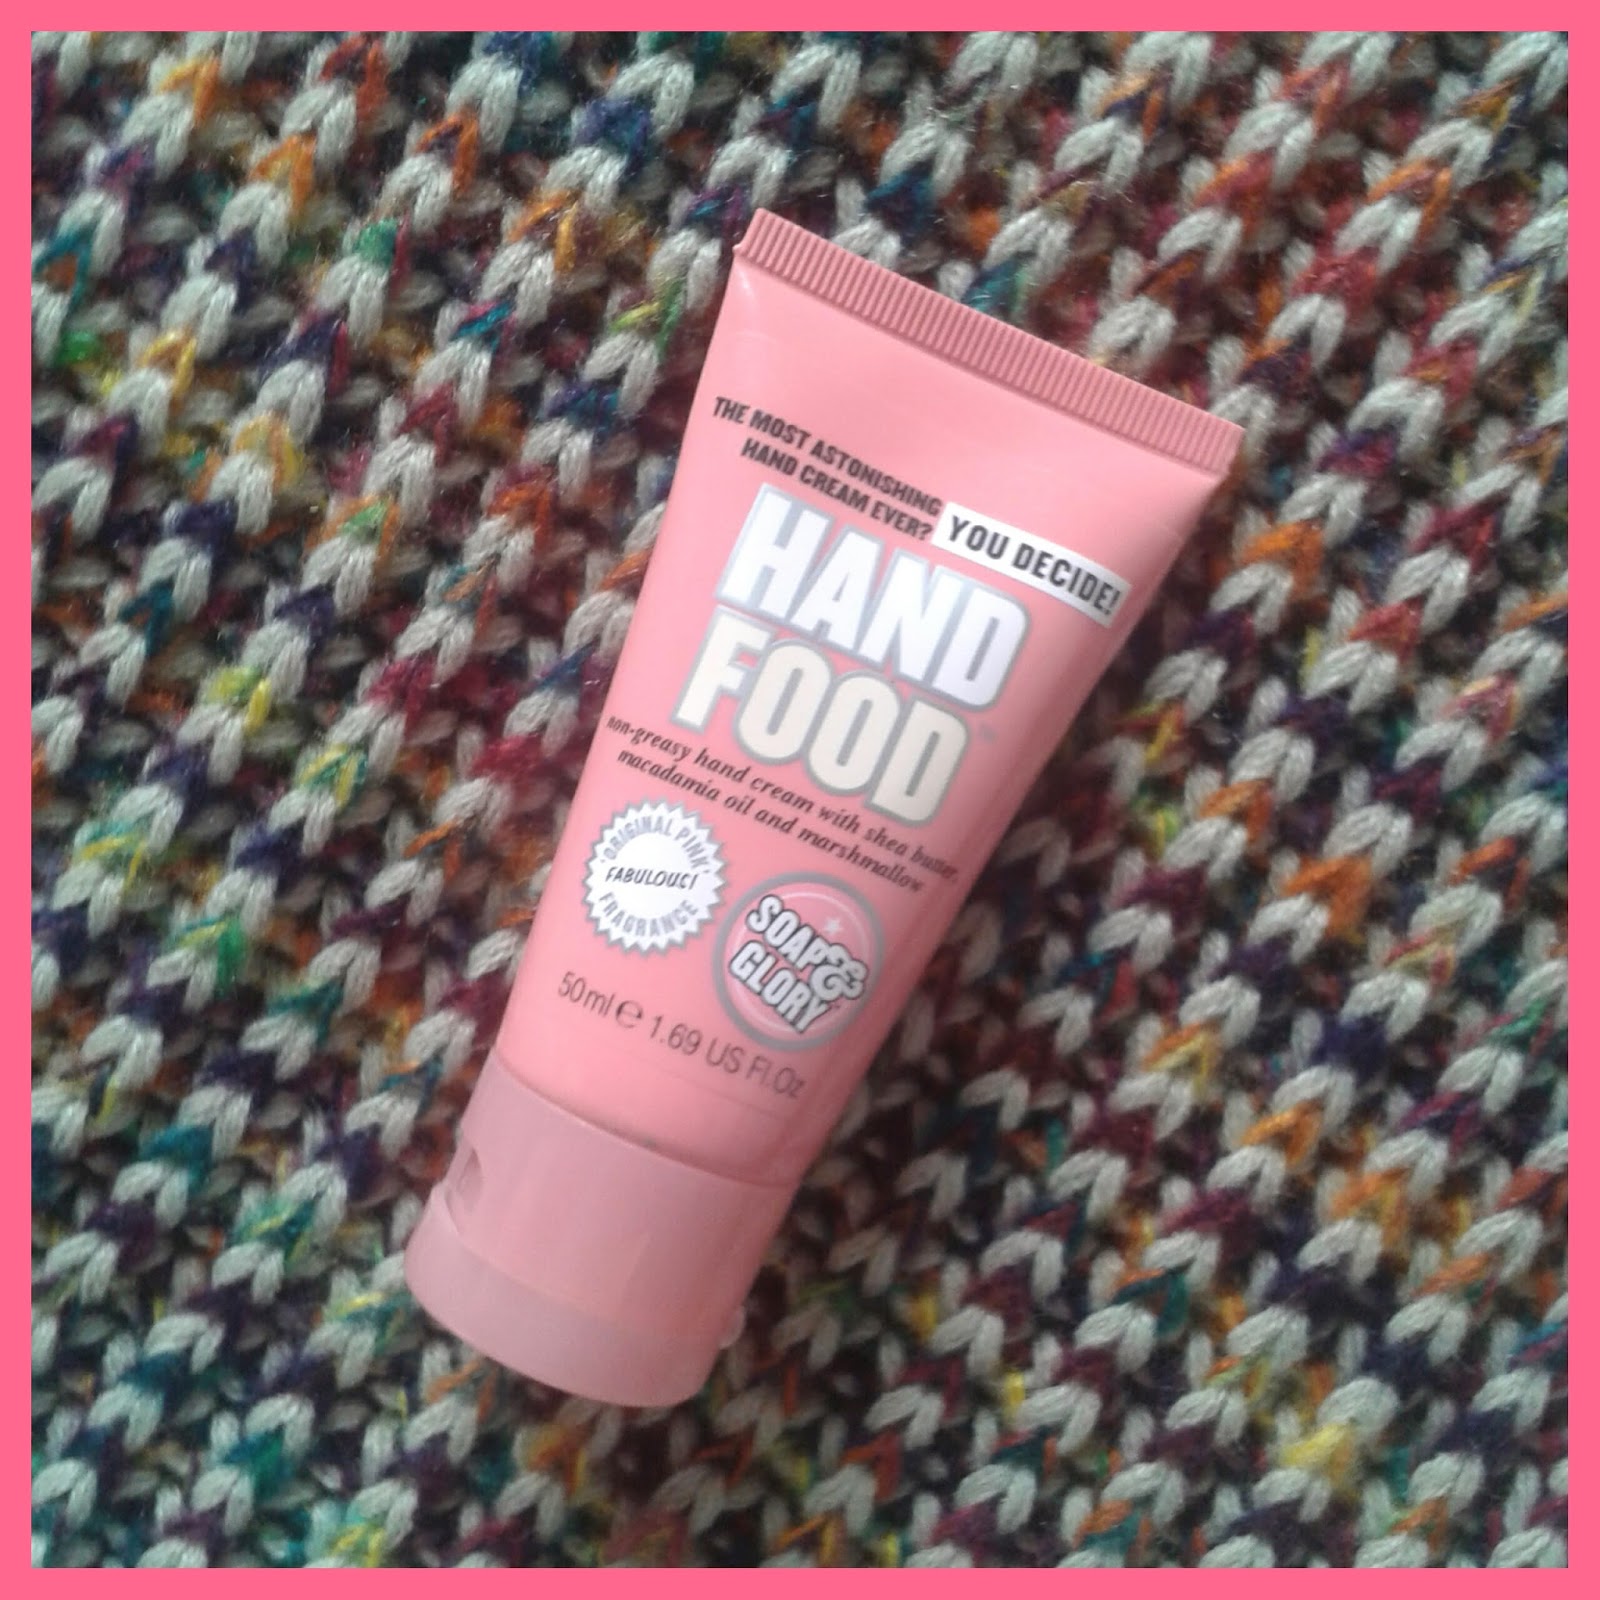 THE MOST ASTONISHING
HAND CREAM EVER?
YOU DECIDE!
HAND
FOOD™
non-greasy hand cream with shea butter,
macadamia oil and marshmallow
'ORIGINAL PINK'
FABULOUS!
FRAGRANCE
SOAP&
GLORY
50ml ℮ 1.69 US Fl.Oz